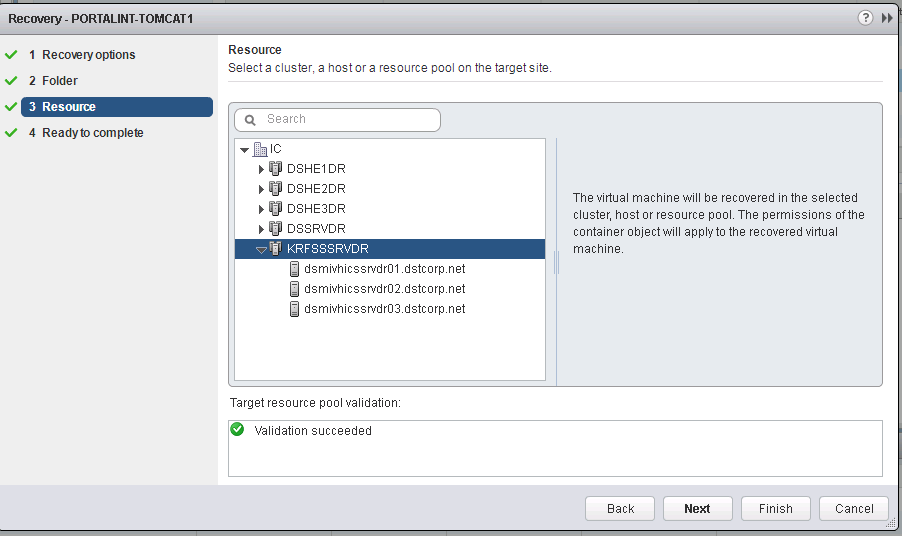 Recovery - PORTALINT-TOMCAT1
?
1 Recovery options
2 Folder
3 Resource
4 Ready to complete
Resource
Select a cluster, a host or a resource pool on the target site.
Search
IC
DSHE1DR
DSHE2DR
DSHE3DR
DSSRVDR
KRFSSSRVDR
dsmivhicssrvdr01.dstcorp.net
dsmivhicssrvdr02.dstcorp.net
dsmivhicssrvdr03.dstcorp.net
The virtual machine will be recovered in the selected
cluster, host or resource pool. The permissions of the
container object will apply to the recovered virtual
machine.
Target resource pool validation:
Validation succeeded
Back Next Finish Cancel